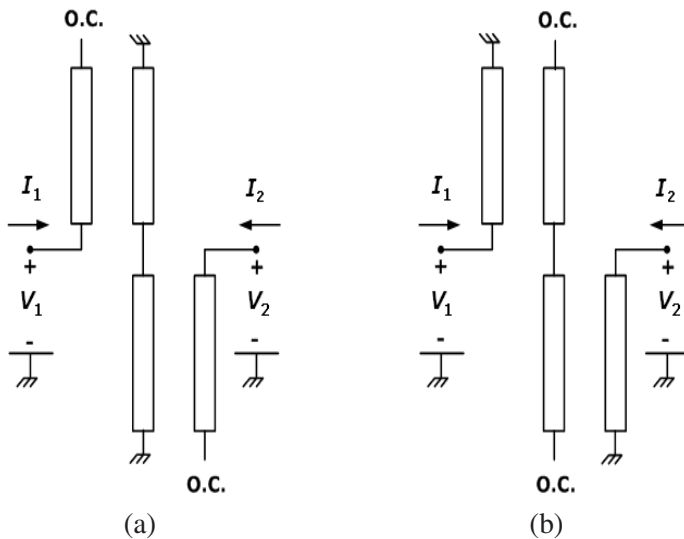 O.C.
I1
I2
+
V1
-
+
V2
-
O.C.
(a)
O.C.
I1
I2
+
V1
-
+
V2
-
O.C.
(b)